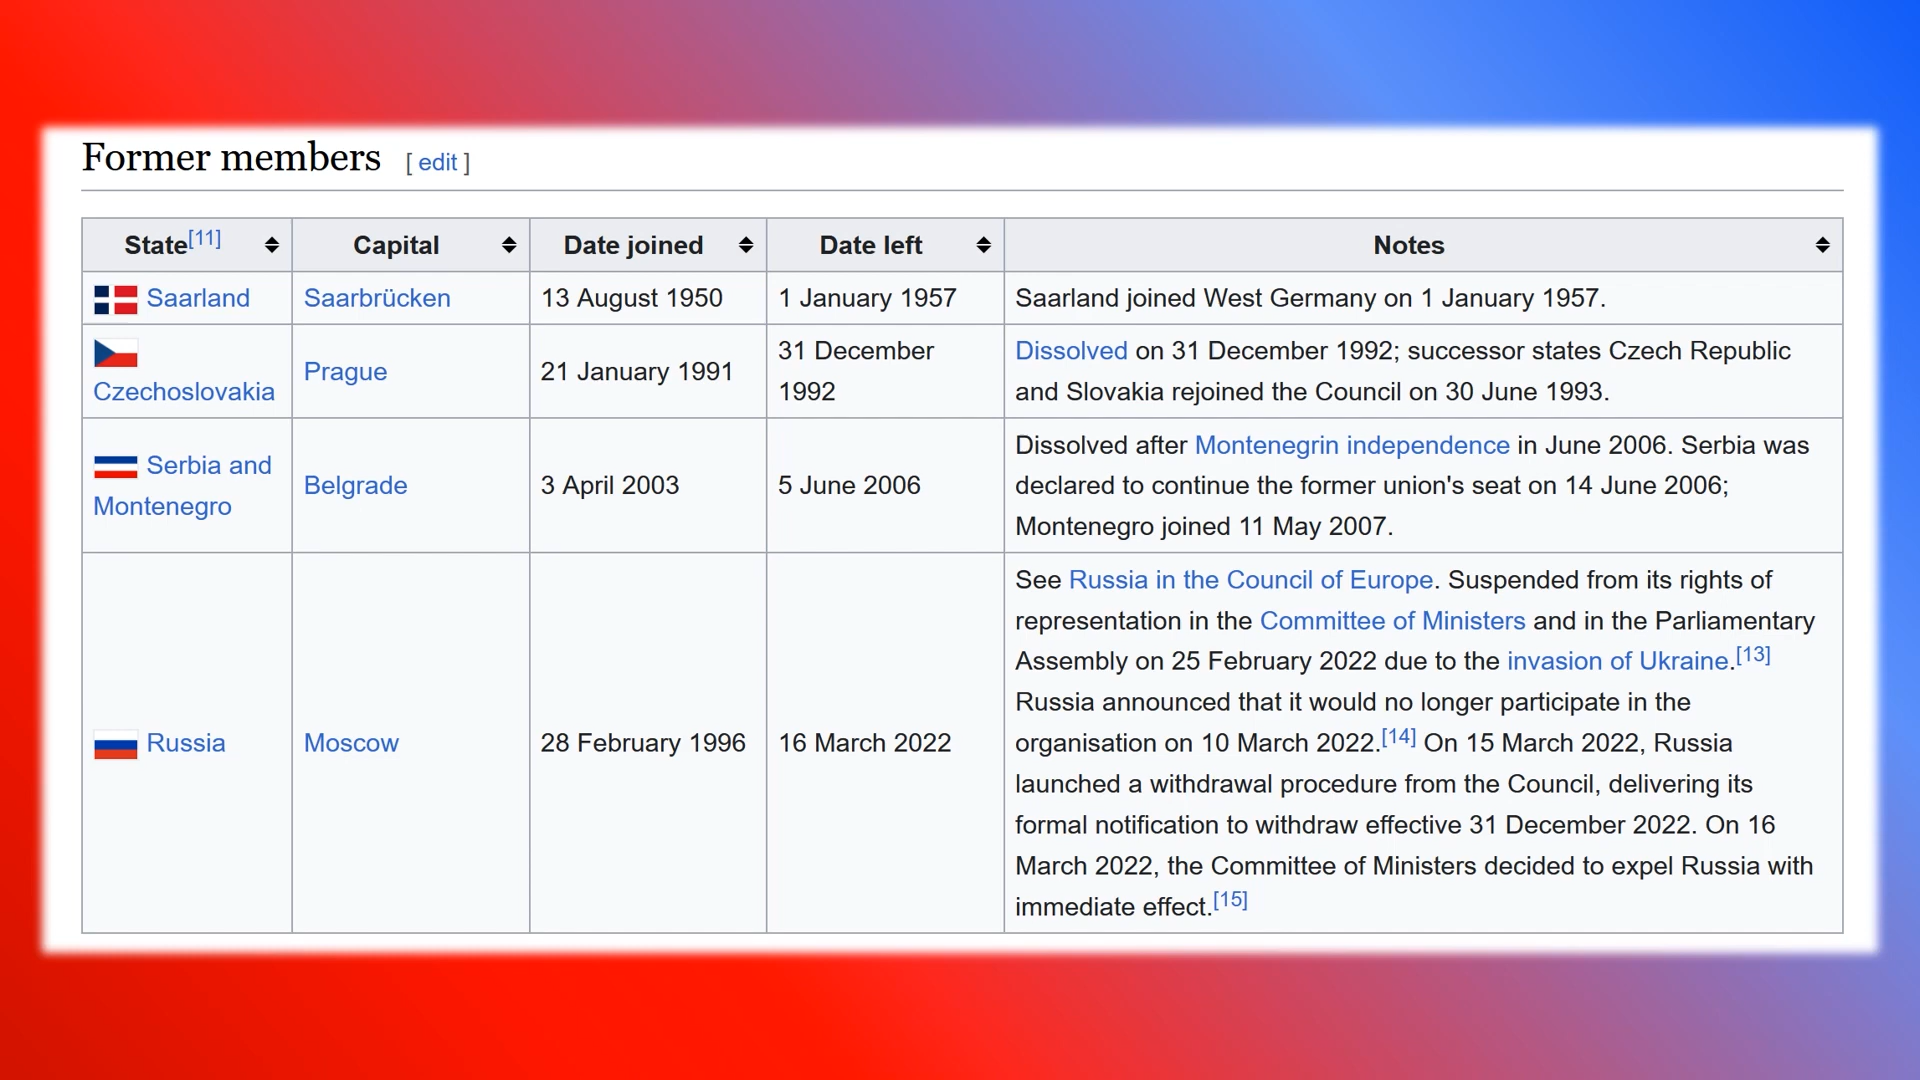 Former members [ edit ]
State[11] Capital Date joined Date left Notes
Saarland Saarbrücken 13 August 1950 1 January 1957 Saarland joined West Germany on 1 January 1957.
Czechoslovakia Prague 21 January 1991 31 December
1992 Dissolved on 31 December 1992; successor states Czech Republic
and Slovakia rejoined the Council on 30 June 1993.
Serbia and
Montenegro Belgrade 3 April 2003 5 June 2006 Dissolved after Montenegrin independence in June 2006. Serbia was
declared to continue the former union's seat on 14 June 2006;
Montenegro joined 11 May 2007.
Russia Moscow 28 February 1996 16 March 2022 See Russia in the Council of Europe. Suspended from its rights of
representation in the Committee of Ministers and in the Parliamentary
Assembly on 25 February 2022 due to the invasion of Ukraine.[13]
Russia announced that it would no longer participate in the
organisation on 10 March 2022.[14] On 15 March 2022, Russia
launched a withdrawal procedure from the Council, delivering its
formal notification to withdraw effective 31 December 2022. On 16
March 2022, the Committee of Ministers decided to expel Russia with
immediate effect.[15]